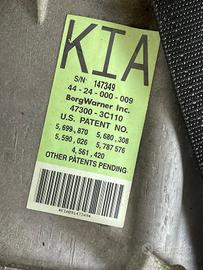 KIA
S/N 147349
44-24-000-009
BorgWarner Inc.
47300-3C110
U.S. PATENT NO.
5,699,870 5,680,308
5,590,026 5,787,576
4,561,420
OTHER PATENTS PENDING